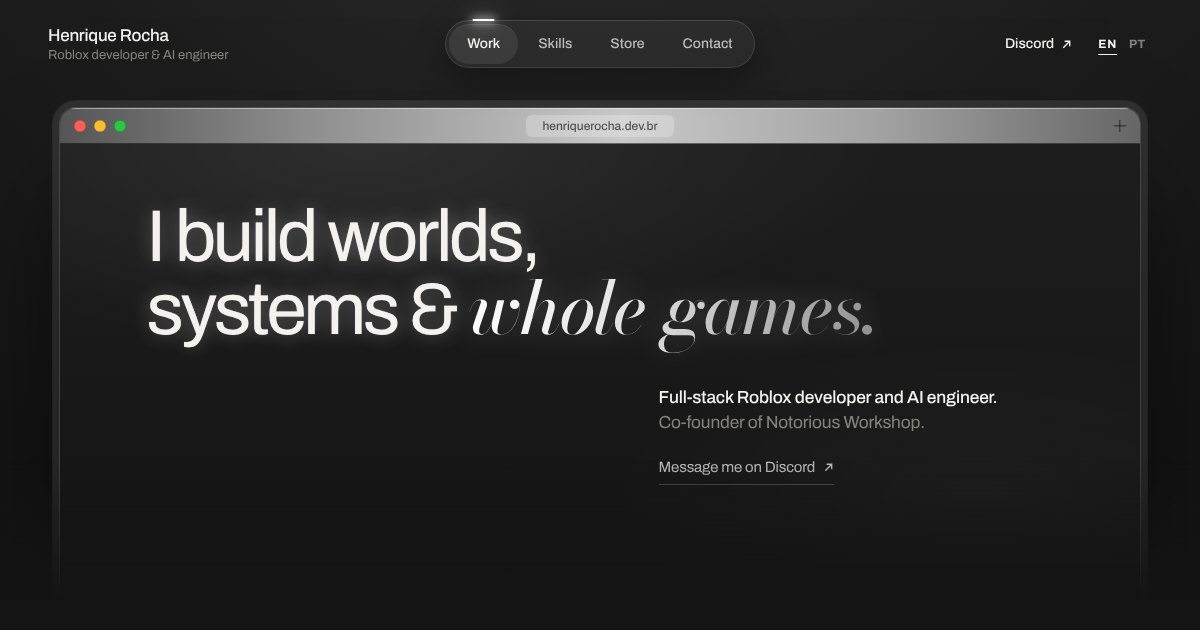 Henrique Rocha
Roblox developer & AI engineer
Work
Skills
Store
Contact
Discord ↗
EN PT
henriquerocha.dev.br
I build worlds,
systems & whole games.
Full-stack Roblox developer and AI engineer.
Co-founder of Notorious Workshop.
Message me on Discord ↗